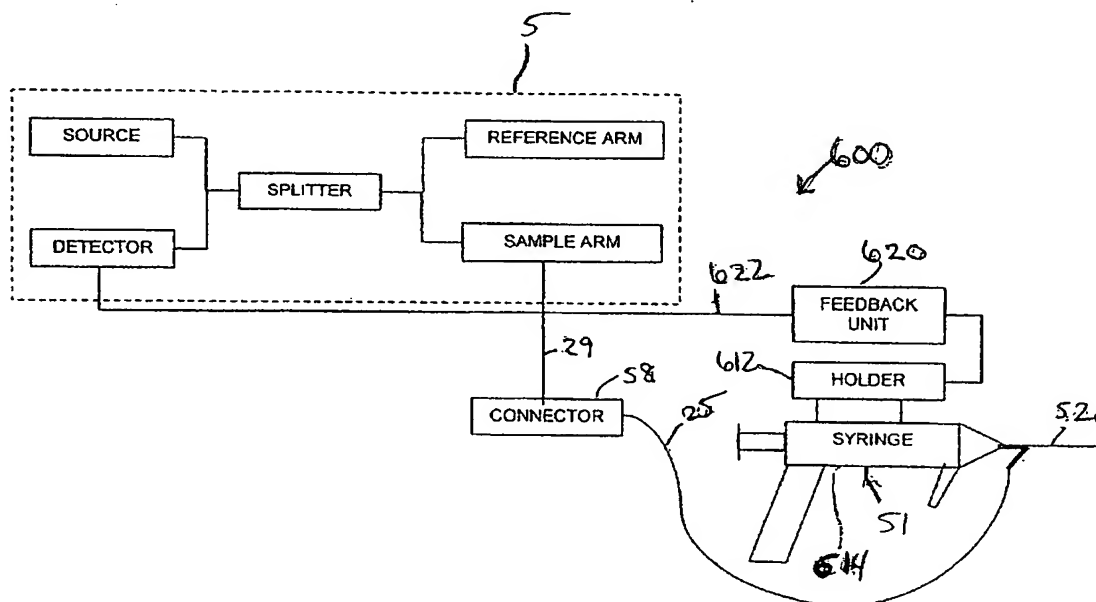 5
SOURCE
REFERENCE ARM
600
SPLITTER
DETECTOR
SAMPLE ARM
620
622
FEEDBACK
UNIT
29
612
HOLDER
58
CONNECTOR
25
52
SYRINGE
51
614